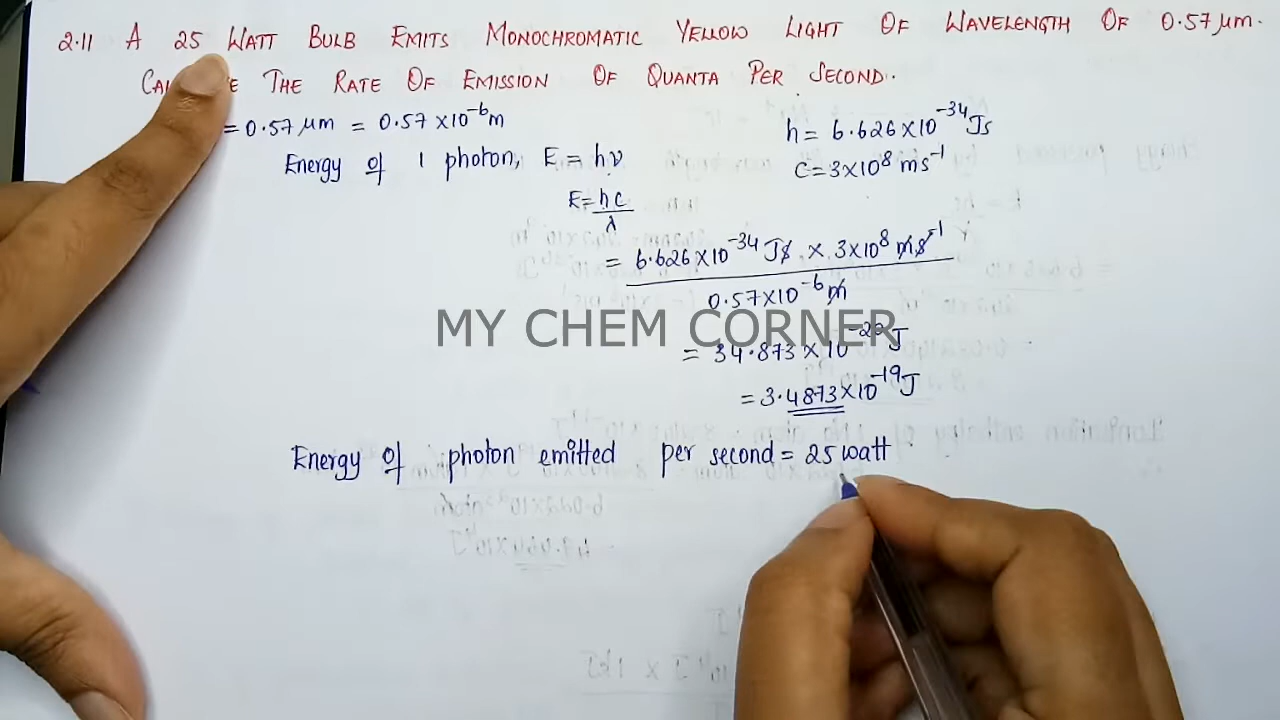 2.11 A 25 WATT BULB EMITS MONOCHROMATIC YELLOW LIGHT OF WAVELENGTH OF 0.57 μm.
THE RATE OF EMISSION OF QUANTA PER SECOND.
= 0.57 μm = 0.57 × 10⁻⁶ m
h = 6.626 × 10⁻³⁴ Js
c = 3×10⁸ ms⁻¹
Energy of 1 photon, E = hν
E = hc
λ
= 6.626 × 10⁻³⁴ Js × 3×10⁸ ms⁻¹
0.57×10⁻⁶ m
MY CHEM CORNER
= 34.873 × 10⁻²⁰ J
= 3.4873 × 10⁻¹⁹ J
Energy of photon emitted per second = 25 watt